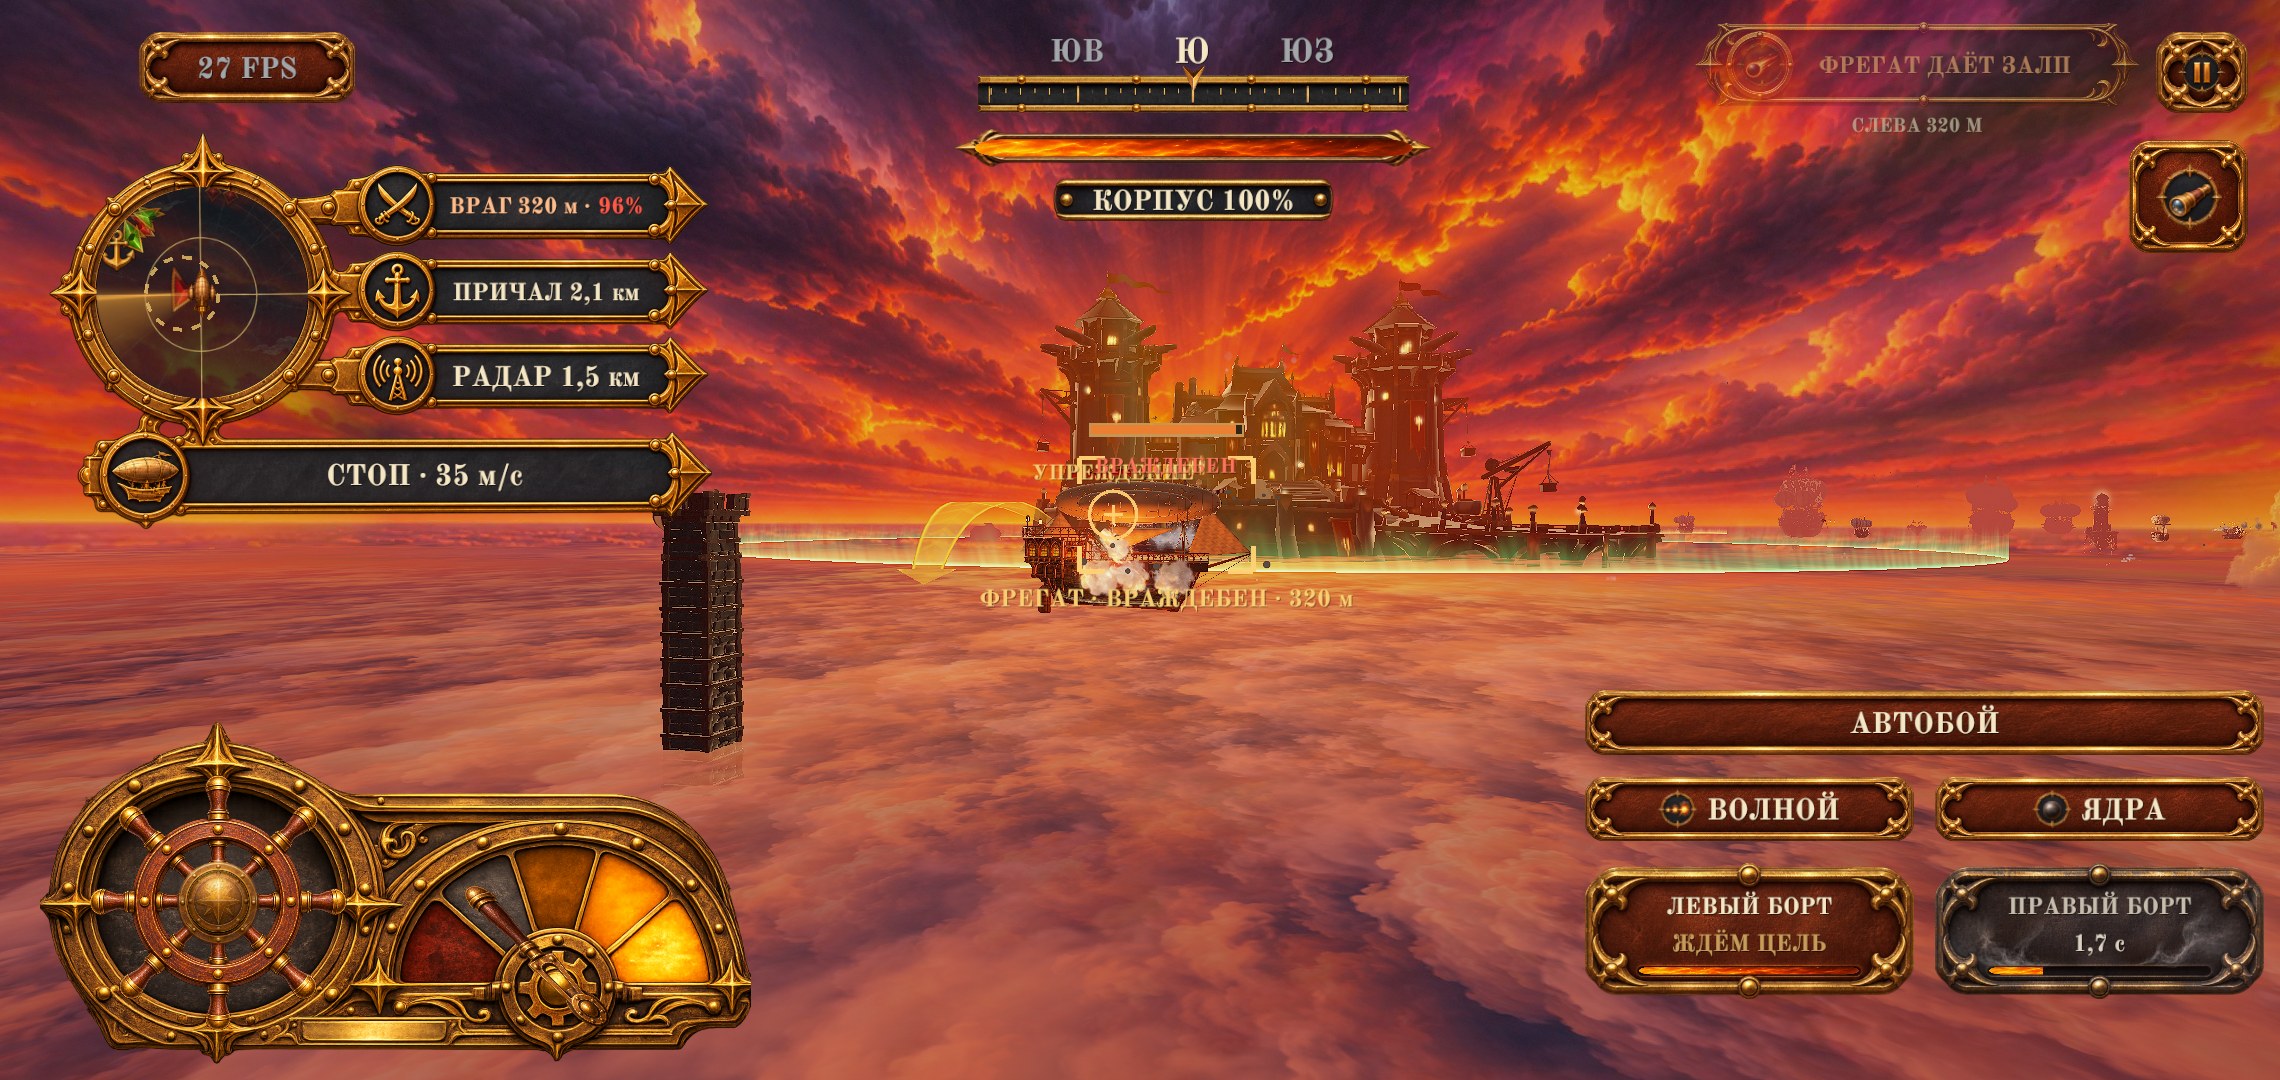 27 FPS
ЮВ Ю ЮЗ
ФРЕГАТ ДАЁТ ЗАЛП
СЛЕВА 320 М
КОРПУС 100%
ВРАГ 320 м · 96%
ПРИЧАЛ 2,1 км
РАДАР 1,5 км
СТОП · 35 м/с
УПРЕЖДЕНИЕ
ВРАЖДЕБЕН
ФРЕГАТ · ВРАЖДЕБЕН · 320 м
АВТОБОЙ
ВОЛНОЙ
ЯДРА
ЛЕВЫЙ БОРТ
ЖДЁМ ЦЕЛЬ
ПРАВЫЙ БОРТ
1,7 с